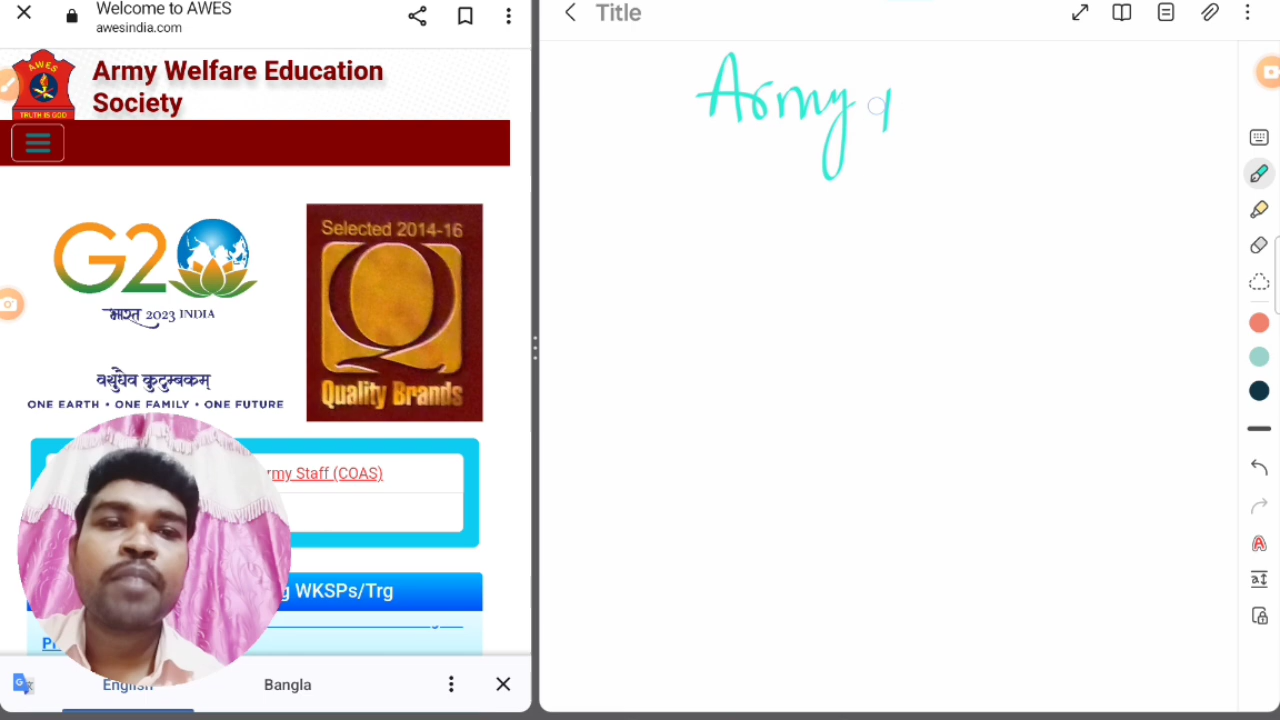 Welcome to AWES
awesindia.com
AWES
TRUTH IS GOD
Army Welfare Education
Society
G20
भारत 2023 INDIA
वसुधैव कुटुम्बकम्
ONE EARTH • ONE FAMILY • ONE FUTURE
Selected 2014-16
Q
Quality Brands
rmy Staff (COAS)
g WKSPs/Trg
English
Bangla
Title
Army